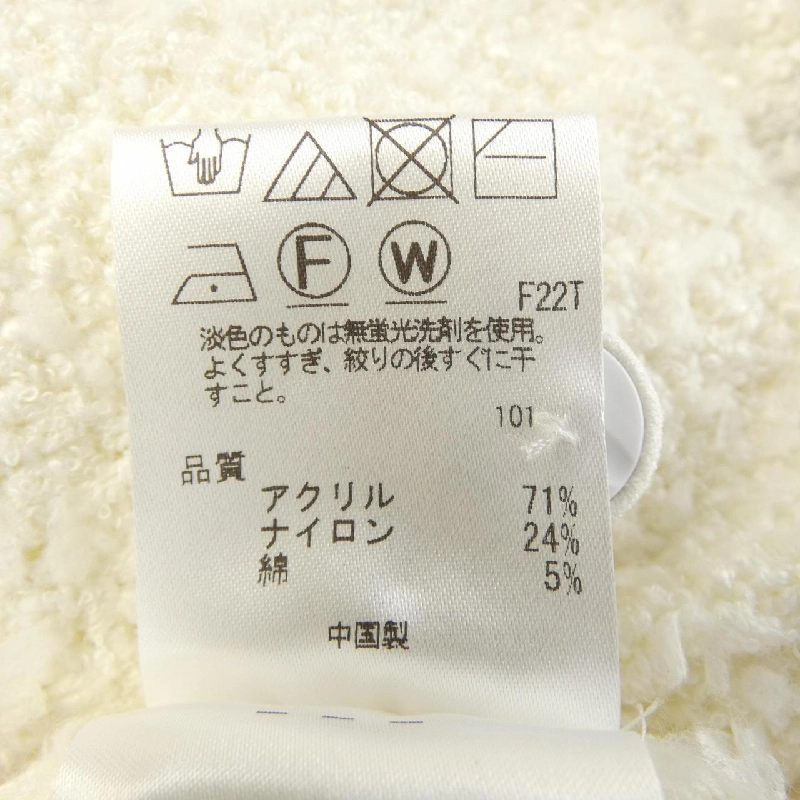 F
W
F22T
淡色のものは無蛍光洗剤を使用。
よくすすぎ、絞りの後すぐに干
すこと。
101
品質
アクリル 71%
ナイロン 24%
綿 5%
中国製